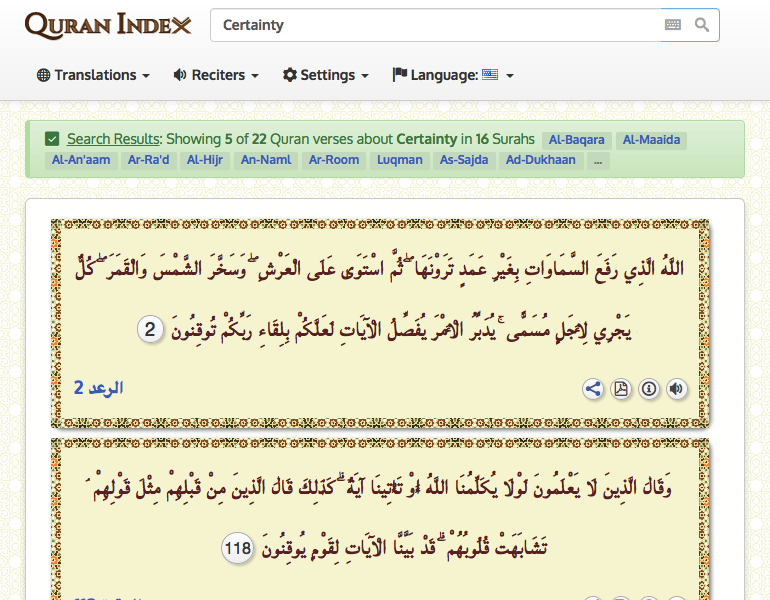 QURAN INDEX
Certainty
Translations Reciters Settings Language:
Search Results: Showing 5 of 22 Quran verses about Certainty in 16 Surahs Al-Baqara Al-Maaida
Al-An'aam Ar-Ra'd Al-Hijr An-Naml Ar-Room Luqman As-Sajda Ad-Dukhaan ...
اللَّهُ الَّذِي رَفَعَ السَّمَاوَاتِ بِغَيْرِ عَمَدٍ تَرَوْنَهَا ۖ ثُمَّ اسْتَوَىٰ عَلَى الْعَرْشِ ۖ وَسَخَّرَ الشَّمْسَ وَالْقَمَرَ ۖ كُلٌّ
يَجْرِي لِأَجَلٍ مُسَمًّى ۚ يُدَبِّرُ الْأَمْرَ يُفَصِّلُ الْآيَاتِ لَعَلَّكُمْ بِلِقَاءِ رَبِّكُمْ تُوقِنُونَ 2
الرعد 2
وَقَالَ الَّذِينَ لَا يَعْلَمُونَ لَوْلَا يُكَلِّمُنَا اللَّهُ أَوْ تَأْتِينَا آيَةٌ ۗ كَذَٰلِكَ قَالَ الَّذِينَ مِنْ قَبْلِهِمْ مِثْلَ قَوْلِهِمْ ۘ
تَشَابَهَتْ قُلُوبُهُمْ ۗ قَدْ بَيَّنَّا الْآيَاتِ لِقَوْمٍ يُوقِنُونَ 118